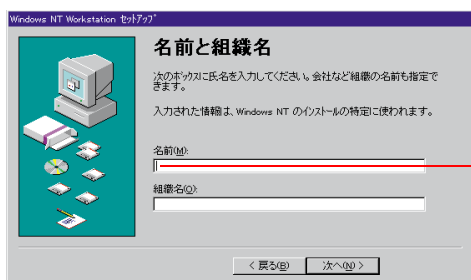 Windows NT Workstation ｾｯﾄｱｯﾌﾟ
名前と組織名
次のﾎﾞｯｸｽに氏名を入力してください。会社など組織の名前も指定で
きます。
入力された情報は、Windows NT のｲﾝｽﾄｰﾙの特定に使われます。
名前(M):
組織名(O):
< 戻る(B)
次へ(N) >